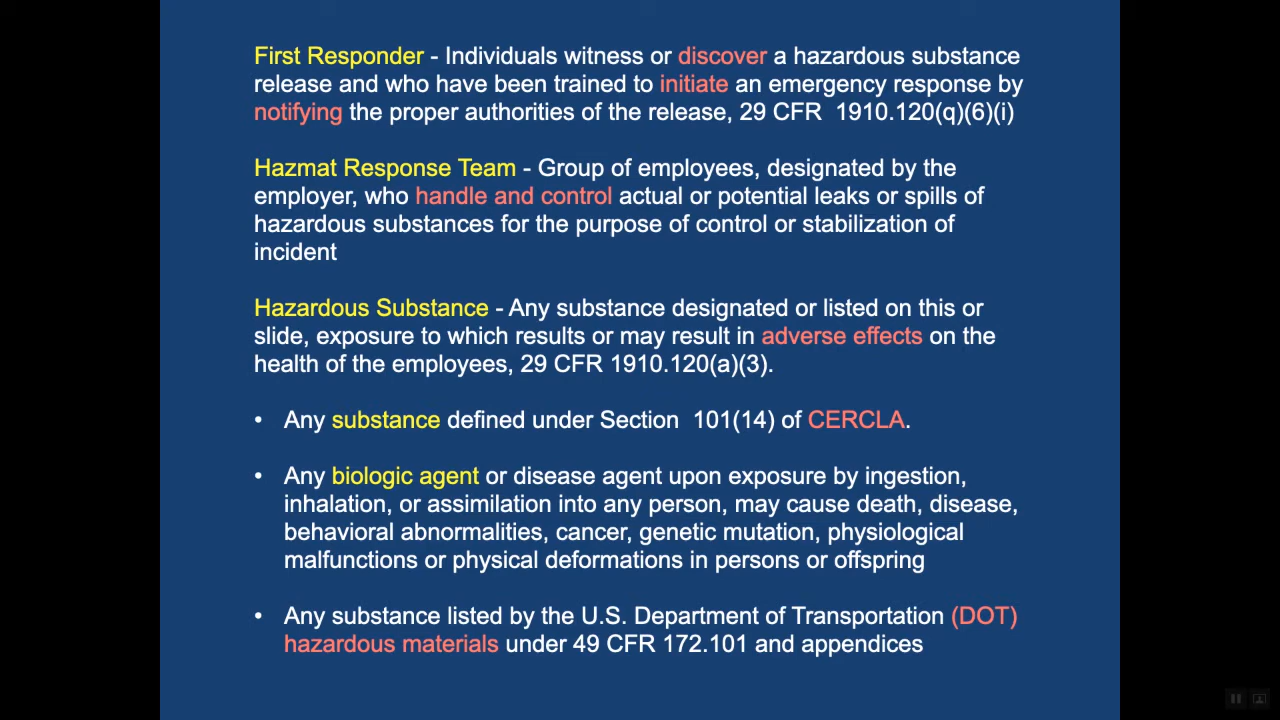 First Responder - Individuals witness or discover a hazardous substance
release and who have been trained to initiate an emergency response by
notifying the proper authorities of the release, 29 CFR  1910.120(q)(6)(i)
Hazmat Response Team - Group of employees, designated by the
employer, who handle and control actual or potential leaks or spills of
hazardous substances for the purpose of control or stabilization of
incident
Hazardous Substance - Any substance designated or listed on this or
slide, exposure to which results or may result in adverse effects on the
health of the employees, 29 CFR 1910.120(a)(3).
• Any substance defined under Section  101(14) of CERCLA.
• Any biologic agent or disease agent upon exposure by ingestion,
inhalation, or assimilation into any person, may cause death, disease,
behavioral abnormalities, cancer, genetic mutation, physiological
malfunctions or physical deformations in persons or offspring
• Any substance listed by the U.S. Department of Transportation (DOT)
hazardous materials under 49 CFR 172.101 and appendices